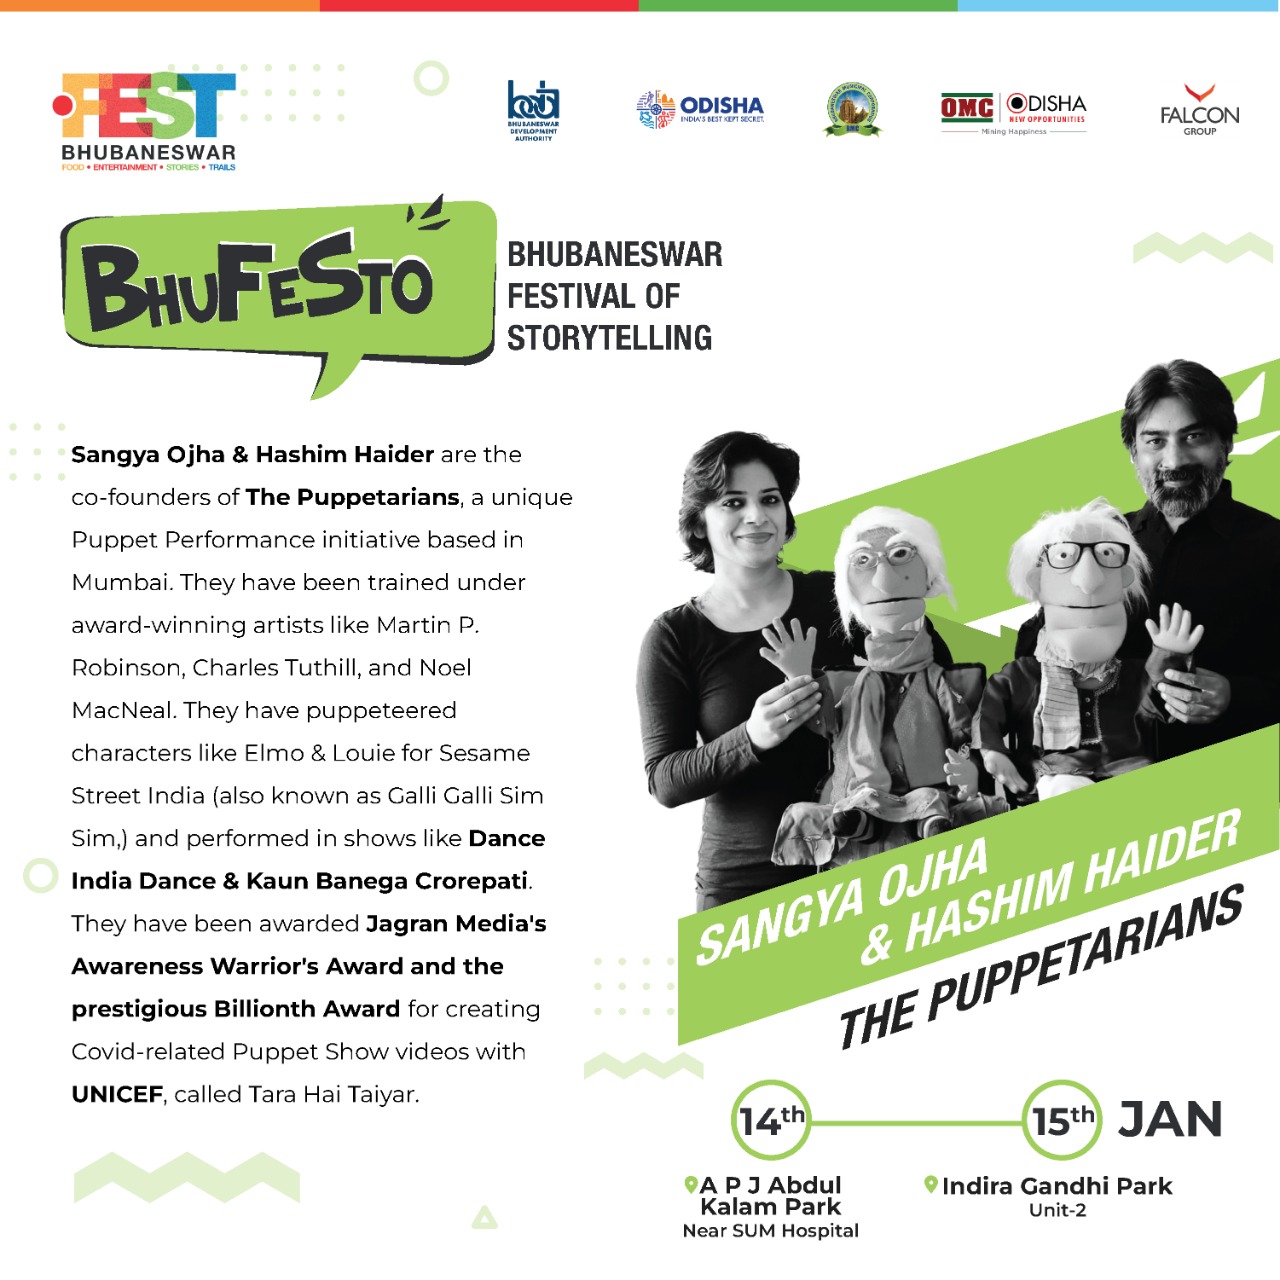 FEST
BHUBANESWAR
FOOD • ENTERTAINMENT • STORIES • TRAILS
bda
BHUBANESWAR
DEVELOPMENT
AUTHORITY
ODISHA
INDIA'S BEST KEPT SECRET.
BMC
OMC
ODISHA
NEW OPPORTUNITIES
Mining Happiness
FALCON
GROUP
BHUFESTO
BHUBANESWAR
FESTIVAL OF
STORYTELLING
Sangya Ojha & Hashim Haider are the
co-founders of The Puppetarians, a unique
Puppet Performance initiative based in
Mumbai. They have been trained under
award-winning artists like Martin P.
Robinson, Charles Tuthill, and Noel
MacNeal. They have puppeteered
characters like Elmo & Louie for Sesame
Street India (also known as Galli Galli Sim
Sim,) and performed in shows like Dance
India Dance & Kaun Banega Crorepati.
They have been awarded Jagran Media's
Awareness Warrior's Award and the
prestigious Billionth Award for creating
Covid-related Puppet Show videos with
UNICEF, called Tara Hai Taiyar.
SANGYA OJHA
& HASHIM HAIDER
THE PUPPETARIANS
14th
15th JAN
A P J Abdul
Kalam Park
Near SUM Hospital
Indira Gandhi Park
Unit-2